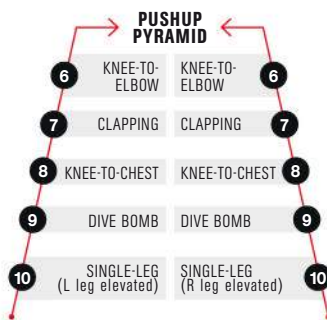 PUSHUP
PYRAMID
6 KNEE-TO-
ELBOW
KNEE-TO-
ELBOW 6
7 CLAPPING CLAPPING 7
8 KNEE-TO-CHEST KNEE-TO-CHEST 8
9 DIVE BOMB DIVE BOMB 9
10 SINGLE-LEG
(L leg elevated)
SINGLE-LEG
(R leg elevated) 10